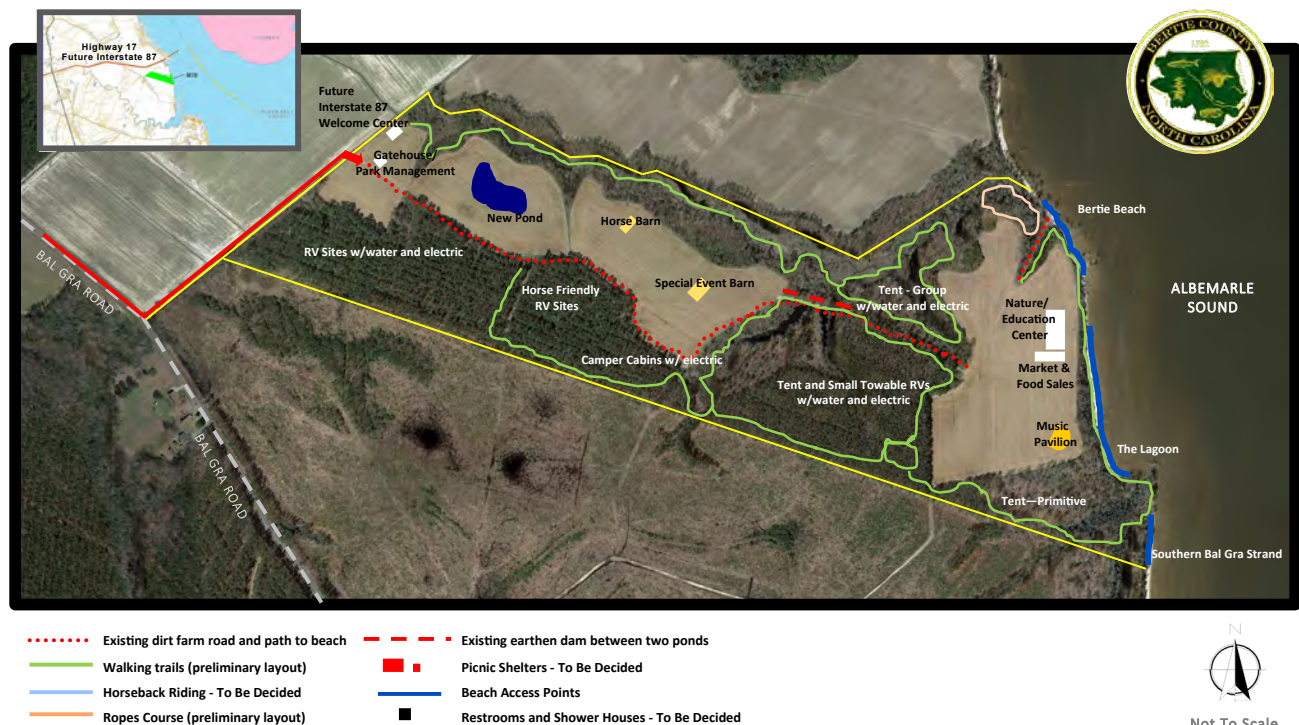 Highway 17
Future Interstate 87
BERTIE COUNTY
NORTH CAROLINA
Future
Interstate 87
Welcome Center
Gatehouse/
Park Management
New Pond
Horse Barn
RV Sites w/water and electric
Horse Friendly
RV Sites
Special Event Barn
Camper Cabins w/ electric
Tent - Group
w/water and electric
Tent and Small Towable RVs
w/water and electric
Bertie Beach
ALBEMARLE
SOUND
Nature/
Education
Center
Market &
Food Sales
Music
Pavilion
The Lagoon
Tent—Primitive
Southern Bal Gra Strand
BAL GRA ROAD
BAL GRA ROAD
Existing dirt farm road and path to beach
Walking trails (preliminary layout)
Horseback Riding - To Be Decided
Ropes Course (preliminary layout)
Existing earthen dam between two ponds
Picnic Shelters - To Be Decided
Beach Access Points
Restrooms and Shower Houses - To Be Decided
N
Not To Scale